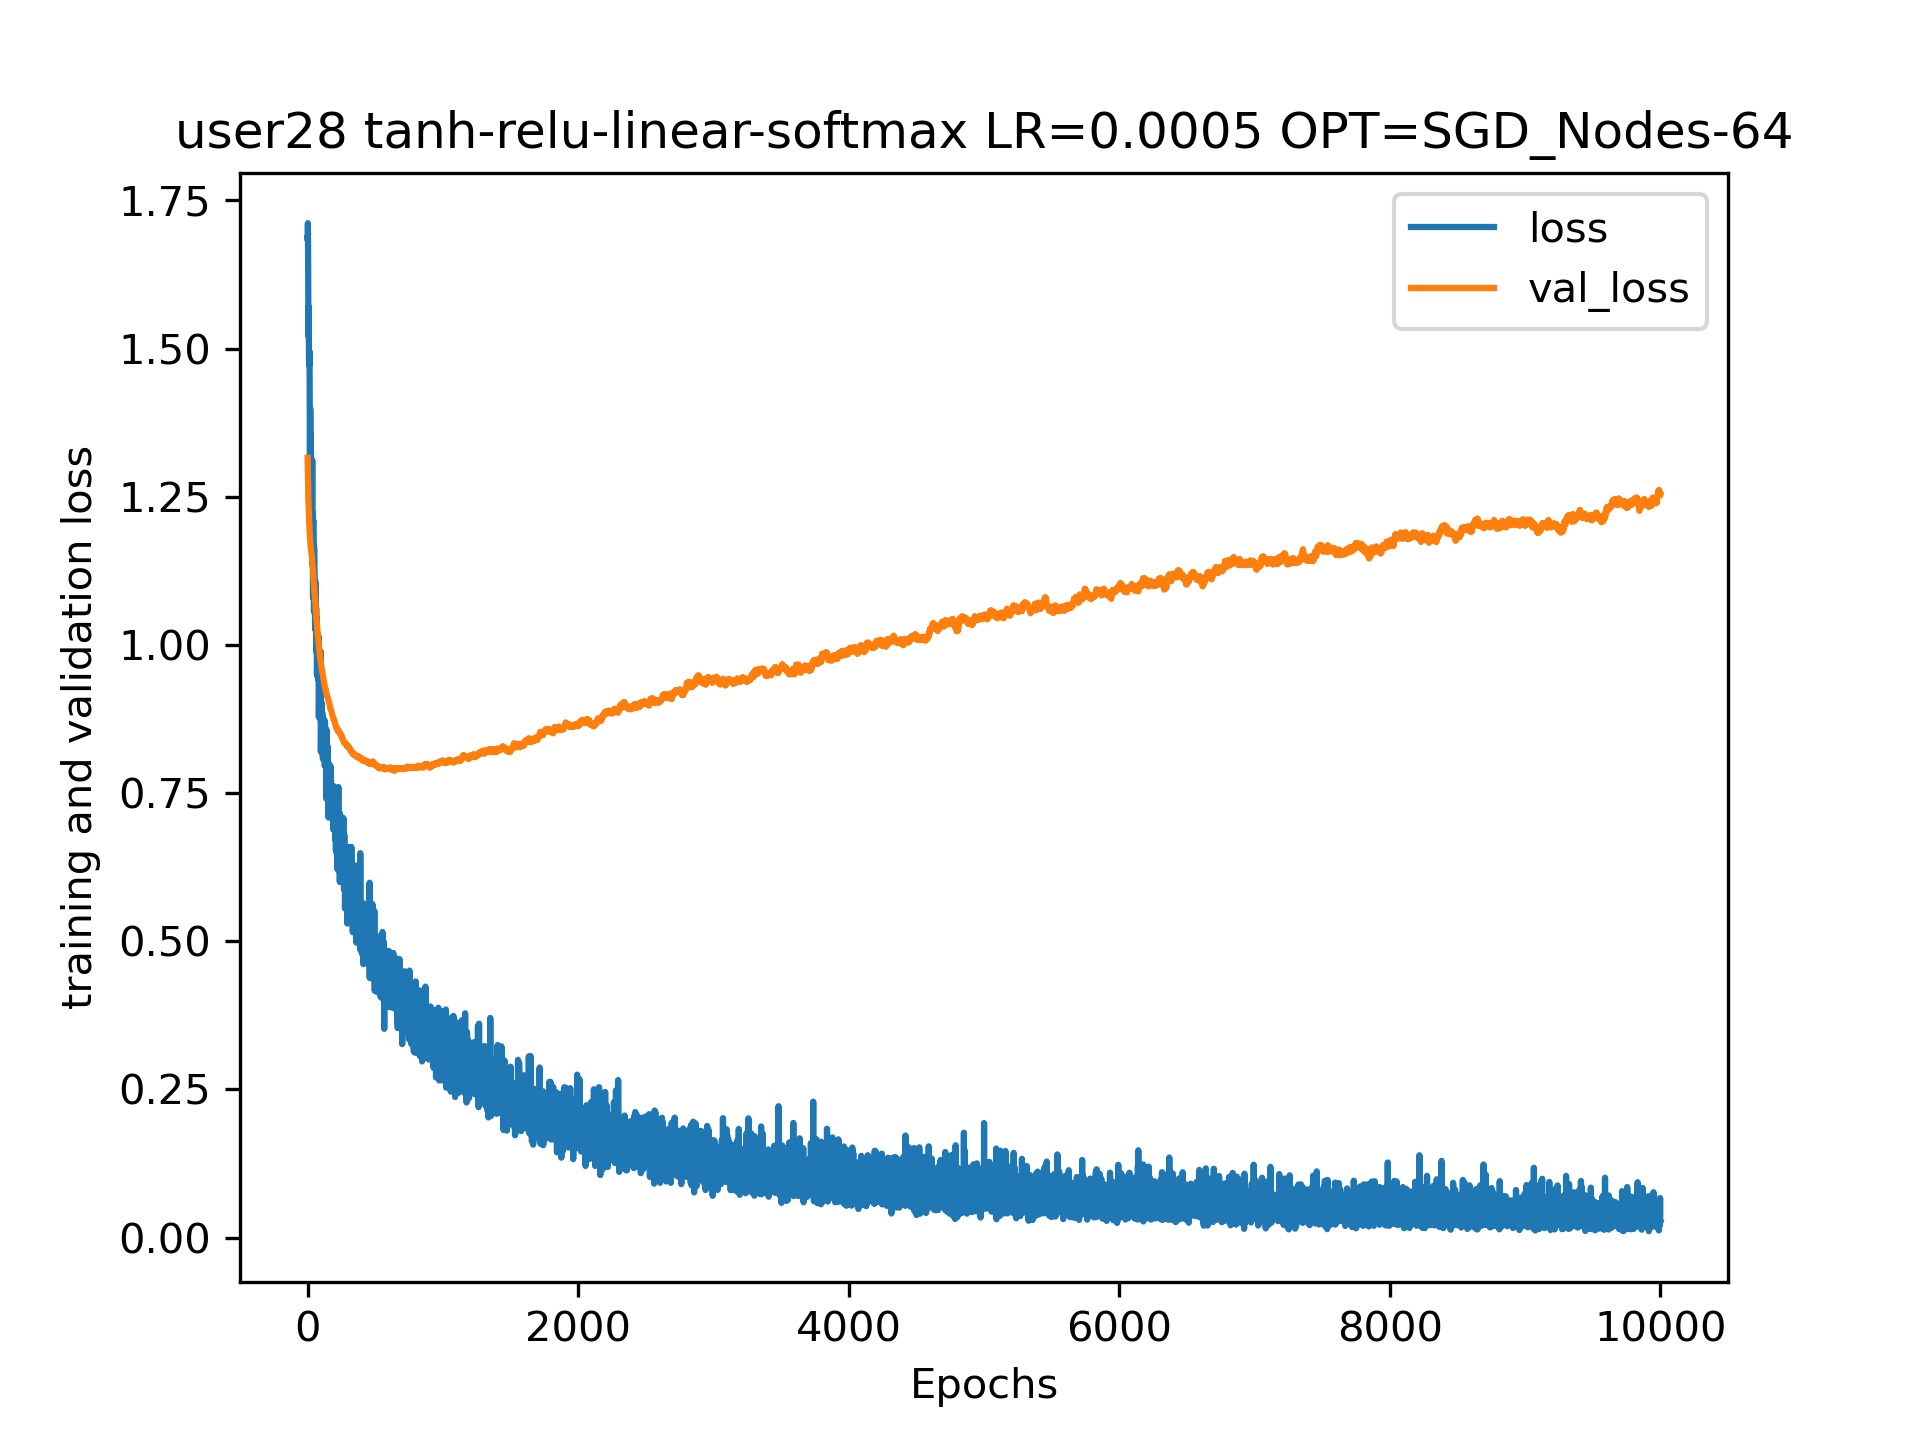 user28 tanh-relu-linear-softmax LR=0.0005 OPT=SGD_Nodes-64
loss
val_loss
training and validation loss
1.75
1.50
1.25
1.00
0.75
0.50
0.25
0.00
0 2000 4000 6000 8000 10000
Epochs